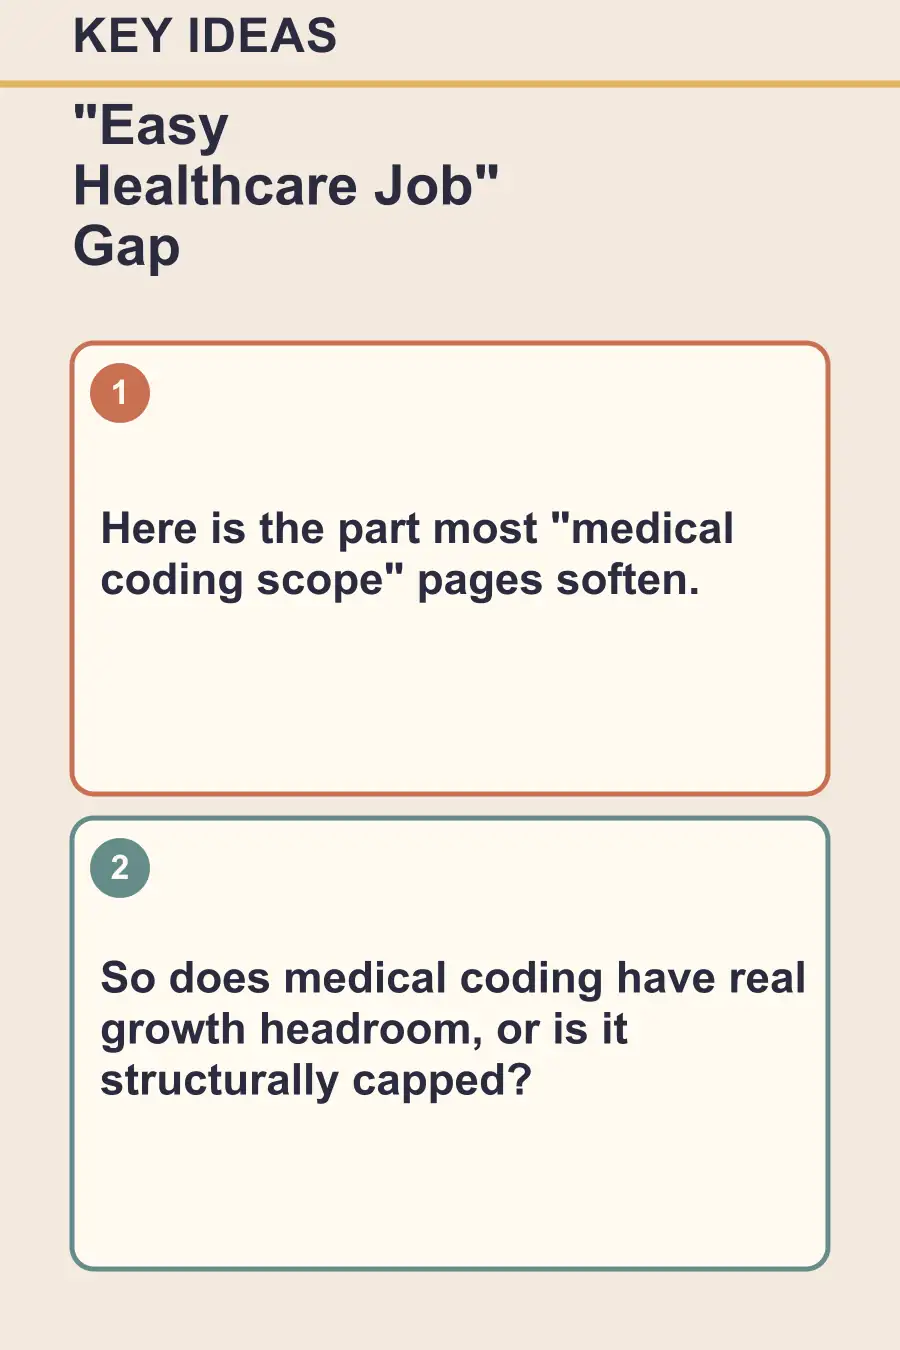 KEY IDEAS
"Easy
Healthcare Job"
Gap
1
Here is the part most "medical
coding scope" pages soften.
2
So does medical coding have real
growth headroom, or is it
structurally capped?